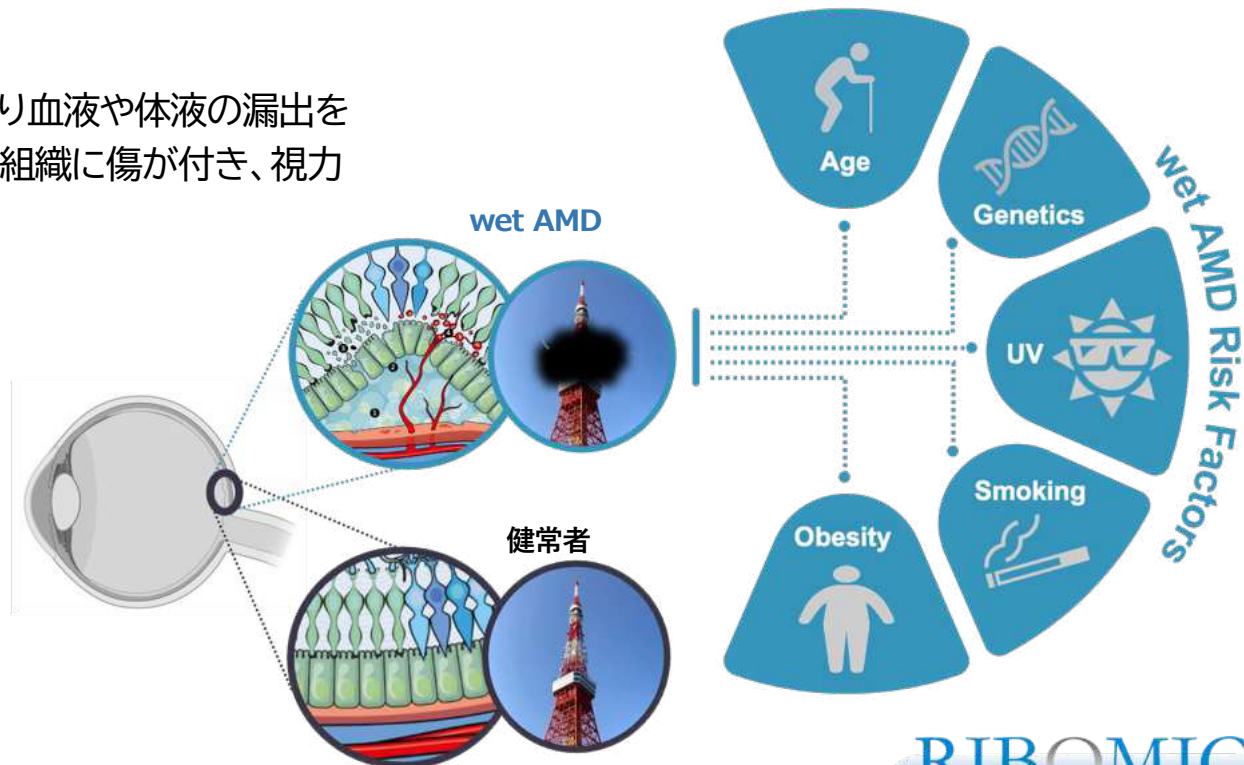 り血液や体液の漏出を
組織に傷が付き、視力
wet AMD
健常者
Age
Genetics
UV
Smoking
Obesity
wet AMD Risk Factors
RIBOMIC